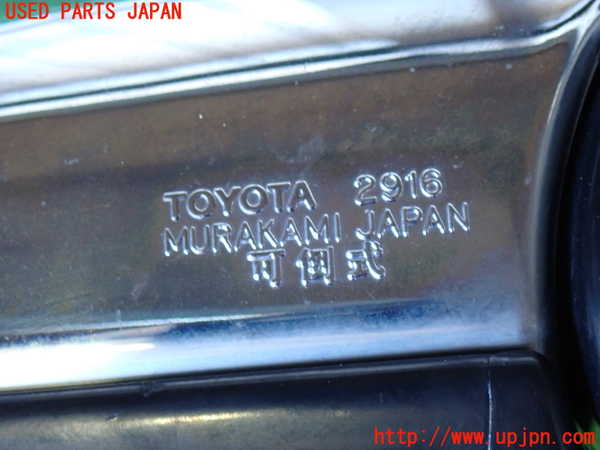 USED PARTS JAPAN
TOYOTA 2916
MURAKAMI JAPAN
可倒式
http://www.upjpn.com/